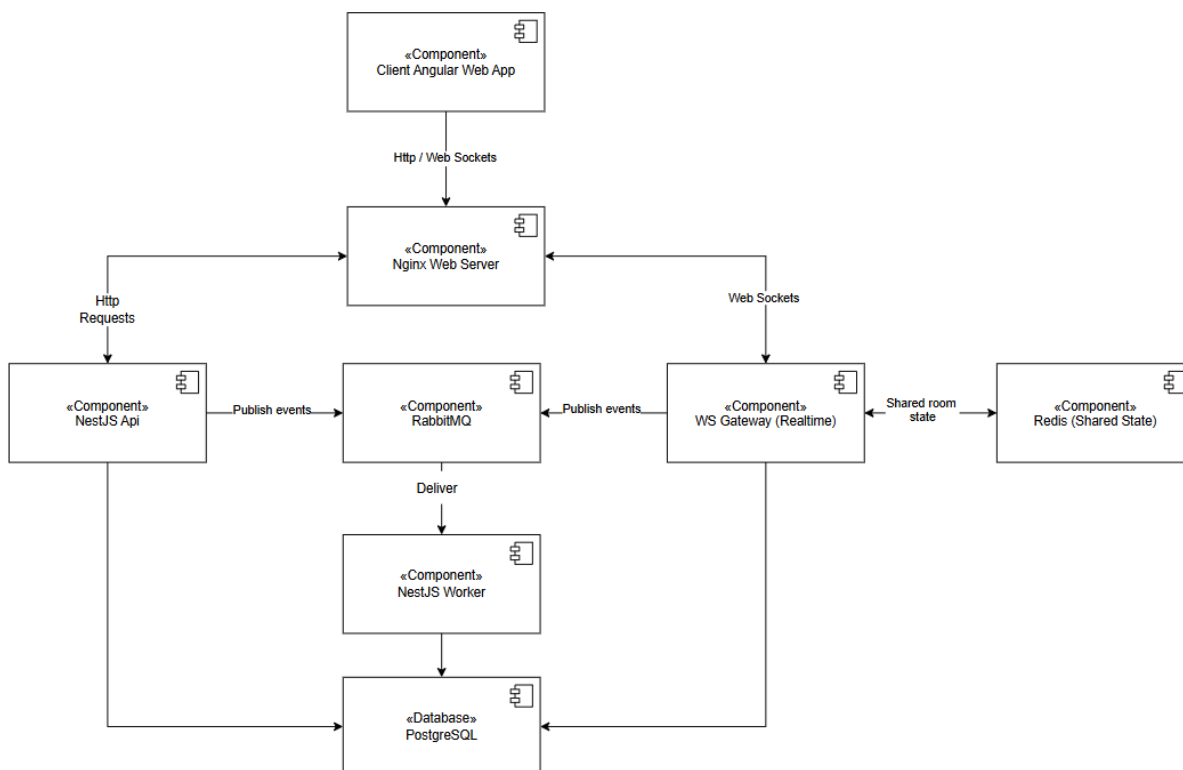 «Component»
Client Angular Web App
Http / Web Sockets
«Component»
Nginx Web Server
Http
Requests
Web Sockets
«Component»
NestJS Api
Publish events
«Component»
RabbitMQ
Publish events
«Component»
WS Gateway (Realtime)
Shared room
state
«Component»
Redis (Shared State)
Deliver
«Component»
NestJS Worker
«Database»
PostgreSQL